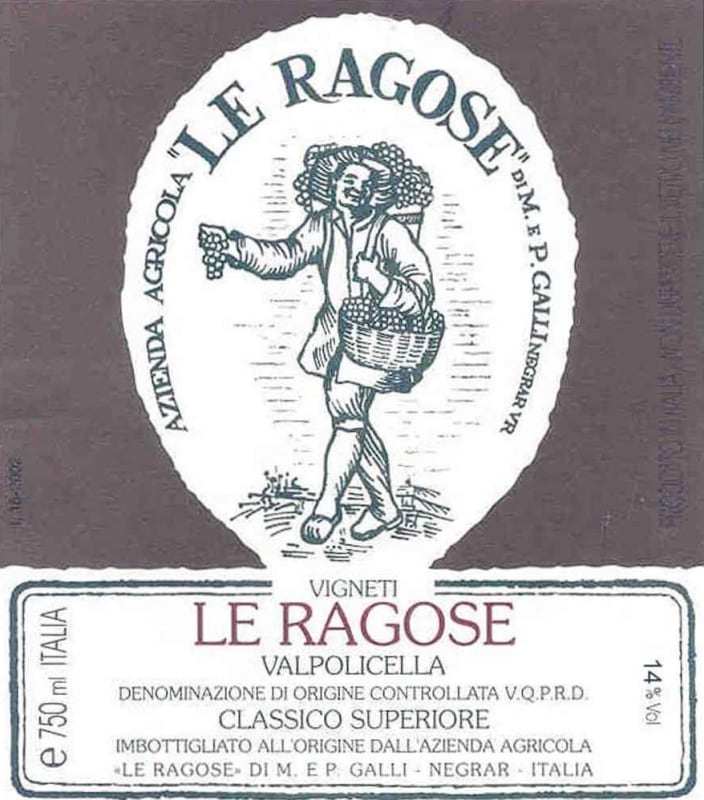 AZIENDA AGRICOLA "LE RAGOSE" DI M. E P. GALLI NEGRAR VR
VIGNETI
LE RAGOSE
VALPOLICELLA
DENOMINAZIONE DI ORIGINE CONTROLLATA V.Q.P.R.D.
CLASSICO SUPERIORE
IMBOTTIGLIATO ALL'ORIGINE DALL'AZIENDA AGRICOLA
«LE RAGOSE» DI M. E P. GALLI - NEGRAR - ITALIA
e 750 ml ITALIA
14% Vol